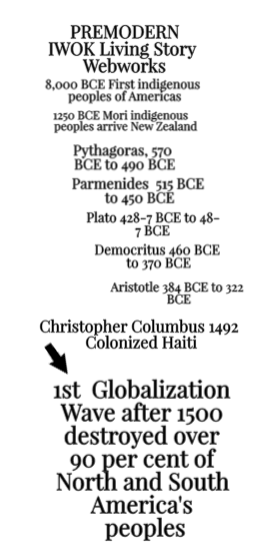 PREMODERN
IWOK Living Story
Webworks
8,000 BCE First indigenous
peoples of Americas
1250 BCE Mori indigenous
peoples arrive New Zealand
Pythagoras, 570
BCE to 490 BCE
Parmenides 515 BCE
to 450 BCE
Plato 428-7 BCE to 48-
7 BCE
Democritus 460 BCE
to 370 BCE
Aristotle 384 BCE to 322
BCE
Christopher Columbus 1492
Colonized Haiti
1st Globalization
Wave after 1500
destroyed over
90 per cent of
North and South
America's
peoples